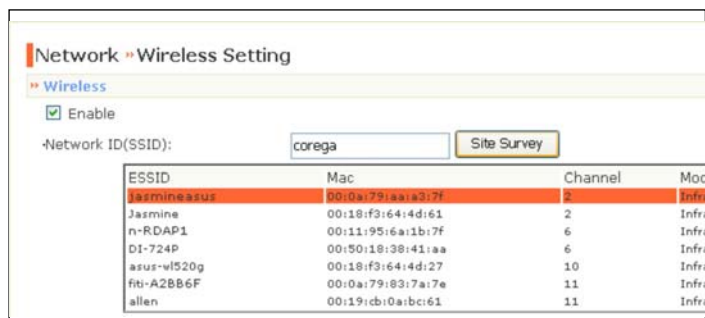 Network » Wireless Setting
» Wireless
Enable
•Network ID(SSID): corega Site Survey
ESSID Mac Channel
jasmineasus 00:0a:79:aa:a3:7f 2
Jasmine 00:18:f3:64:4d:61 2
n-RDAP1 00:11:95:6a:1b:7f 6
DI-724P 00:50:18:38:41:aa 6
asus-wl520g 00:18:f3:64:4d:27 10
fiti-A2BB6F 00:0a:79:83:7a:7e 11
allen 00:19:cb:0a:bc:61 11